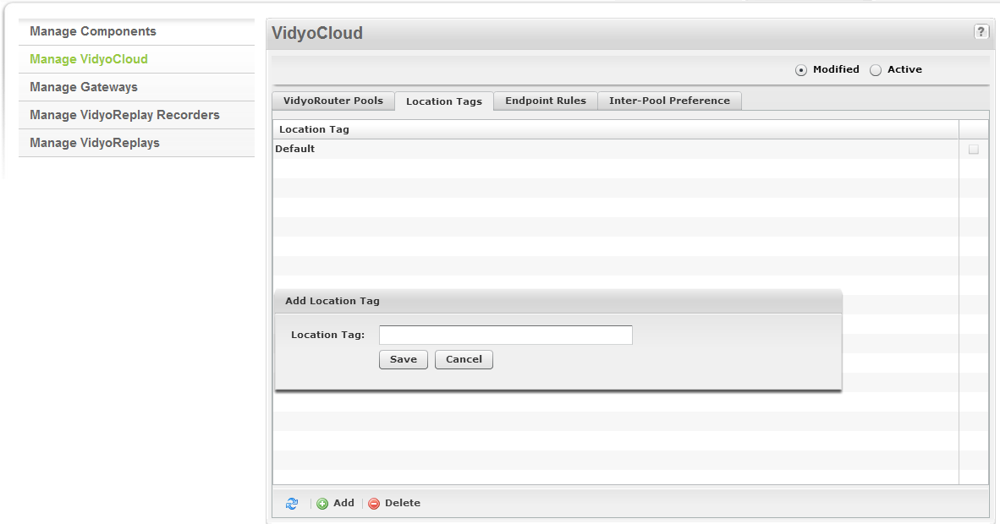 Manage Components
Manage VidyoCloud
Manage Gateways
Manage VidyoReplay Recorders
Manage VidyoReplays
VidyoCloud ?
Modified Active
VidyoRouter Pools Location Tags Endpoint Rules Inter-Pool Preference
Location Tag
Default
Add Location Tag
Location Tag:
Save Cancel
Add Delete